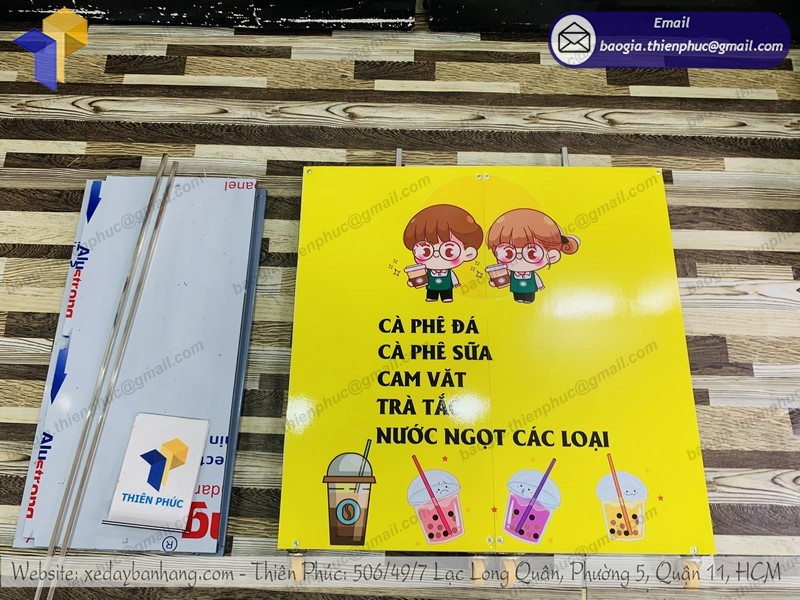 Email
baogia.thienphuc@gmail.com
panel
Alustrong
Alustrong
THIÊN PHÚC
®
CÀ PHÊ ĐÁ
CÀ PHÊ SỮA
CAM VẮT
TRÀ TẮC
NƯỚC NGỌT CÁC LOẠI
Website: xedaybanhang.com - Thiên Phúc: 506/49/7 Lạc Long Quân, Phường 5, Quận 11, HCM